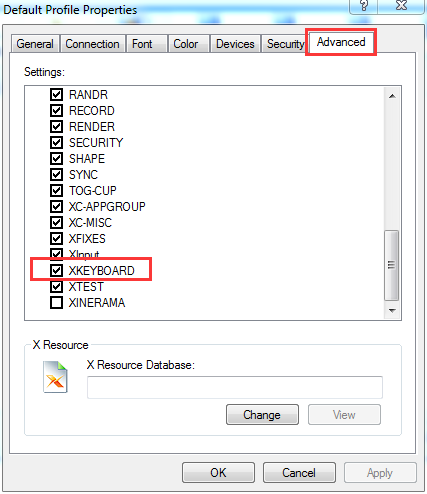 Default Profile Properties
?
General Connection Font Color Devices Security Advanced
Settings:
RANDR
RECORD
RENDER
SECURITY
SHAPE
SYNC
TOG-CUP
XC-APPGROUP
XC-MISC
XFIXES
XInput
XKEYBOARD
XTEST
XINERAMA
X Resource
X Resource Database:
Change View
OK Cancel Apply